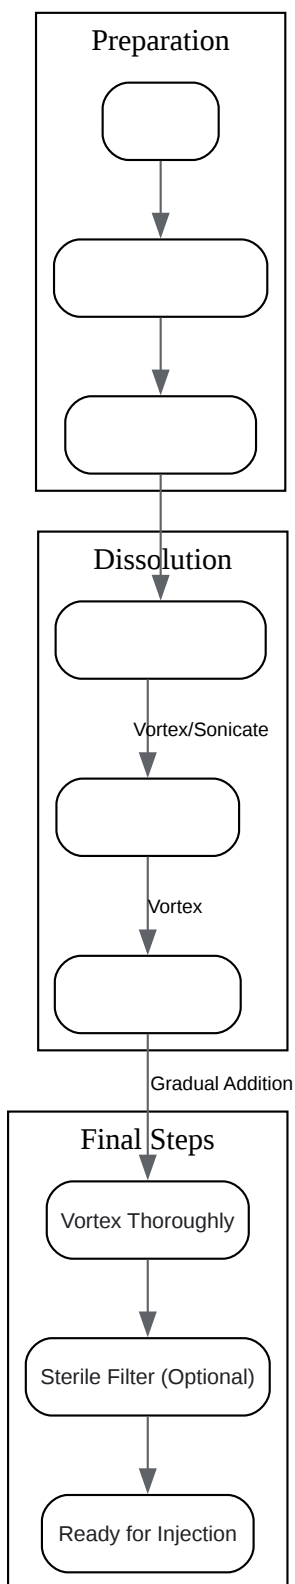 Preparation
Dissolution
Vortex/Sonicate
Vortex
Gradual Addition
Final Steps
Vortex Thoroughly
Sterile Filter (Optional)
Ready for Injection